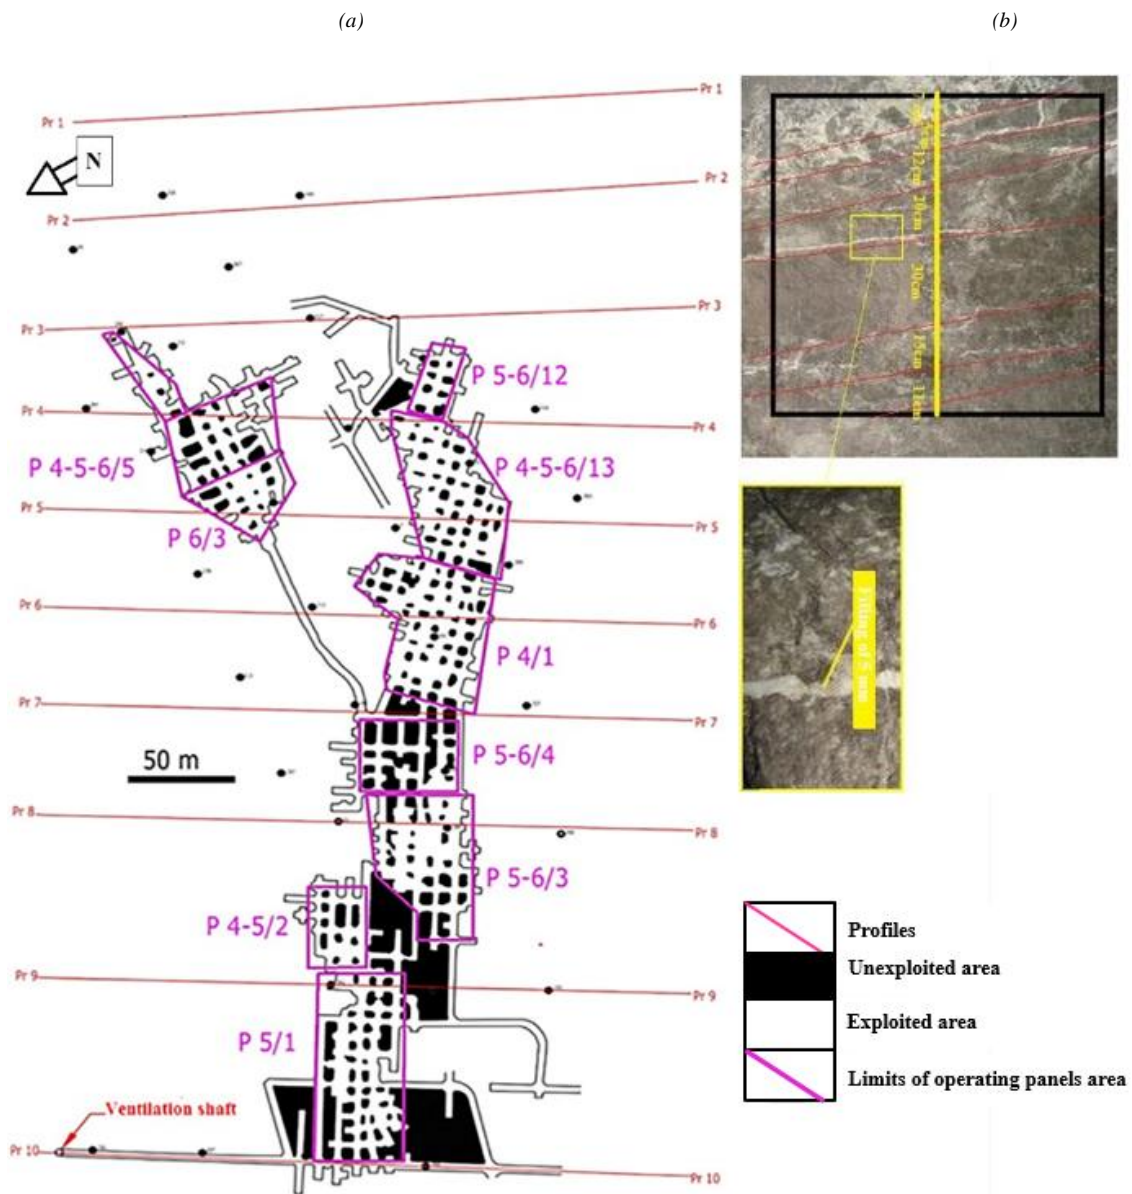 (a)
(b)
Pr 1
Pr 1
N
Pr 2
Pr 2
Pr 3
Pr 3
P 5-6/12
Pr 4
Pr 4
P 4-5-6/5
P 4-5-6/13
Pr 5
Pr 5
P 6/3
Pr 6
Pr 6
P 4/1
Pr 7
Pr 7
50 m
P 5-6/4
Pr 8
Pr 8
P 5-6/3
P 4-5/2
Pr 9
Pr 9
P 5/1
Ventilation shaft
Pr 10
Pr 10
12cm
20cm
30cm
15cm
11cm
Filling of 5 mm
Profiles
Unexploited area
Exploited area
Limits of operating panels area